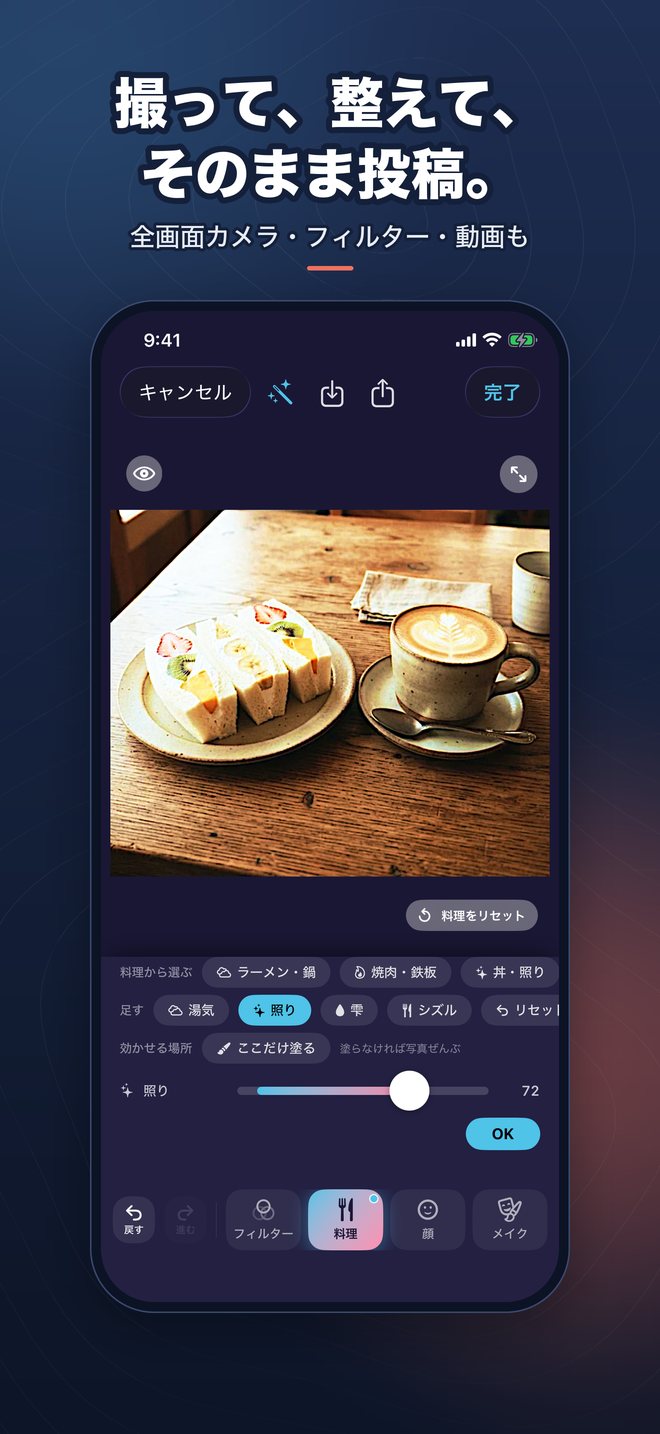 撮って、整えて、
そのまま投稿。
全画面カメラ・フィルター・動画も
9:41
キャンセル
完了
料理をリセット
料理から選ぶ ラーメン・鍋 焼肉・鉄板 丼・照り
足す 湯気 照り 雫 シズル リセット
効かせる場所 ここだけ塗る 塗らなければ写真ぜんぶ
照り 72
OK
戻す 進む フィルター 料理 顔 メイク